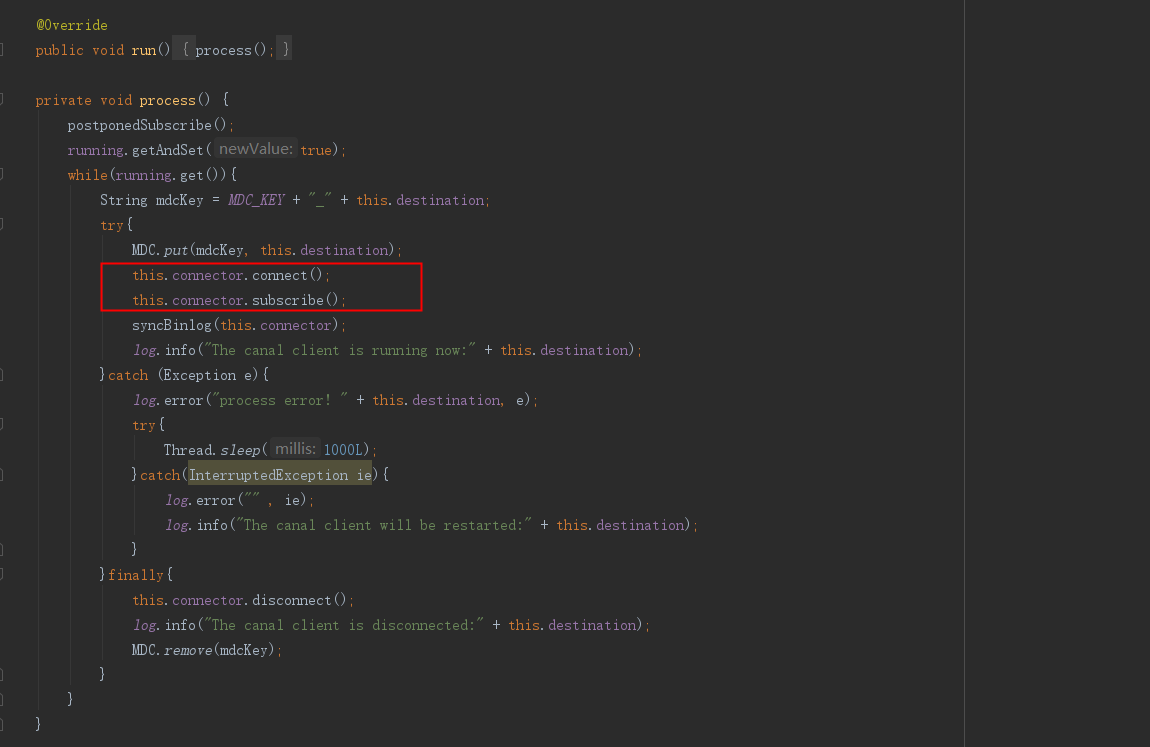 @Override
public void run() { process(); }
private void process() {
postponedSubscribe();
running.getAndSet( newValue: true);
while(running.get()){
String mdcKey = MDC_KEY + "_" + this.destination;
try{
MDC.put(mdcKey, this.destination);
this.connector.connect();
this.connector.subscribe();
syncBinlog(this.connector);
log.info("The canal client is running now:" + this.destination);
}catch (Exception e){
log.error("process error! " + this.destination, e);
try{
Thread.sleep( millis: 1000L);
}catch(InterruptedException ie){
log.error("" , ie);
log.info("The canal client will be restarted:" + this.destination);
}
}finally{
this.connector.disconnect();
log.info("The canal client is disconnected:" + this.destination);
MDC.remove(mdcKey);
}
}
}